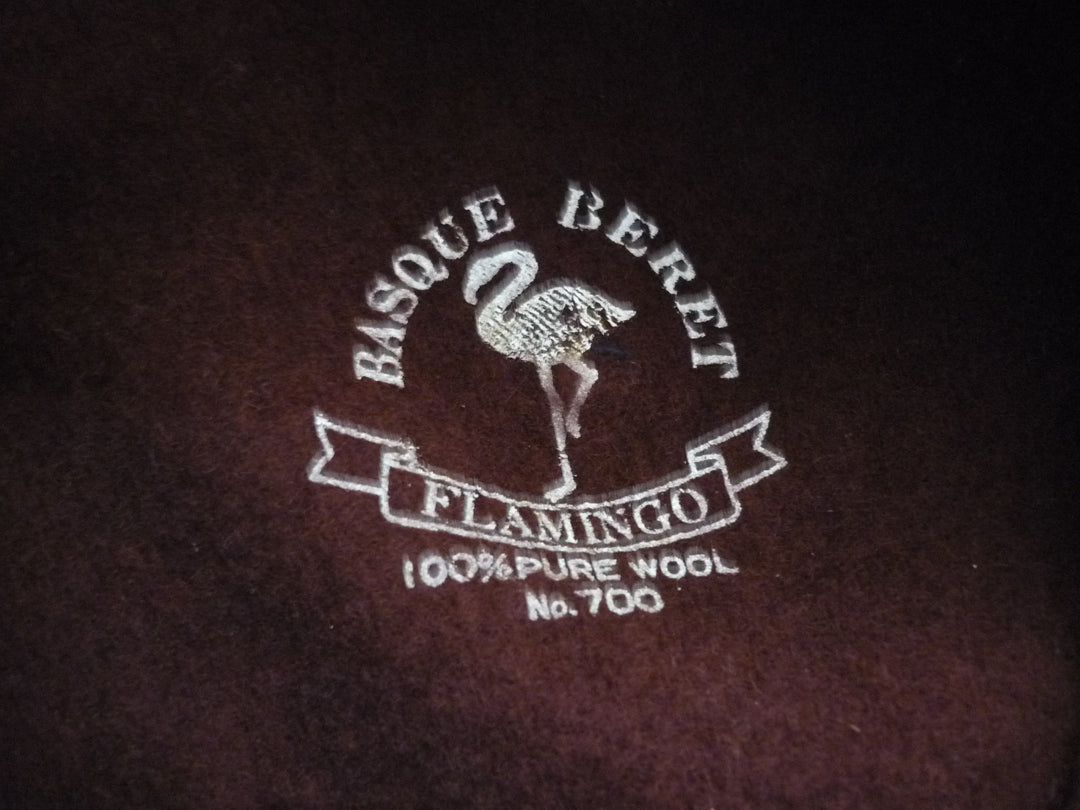 BASQUE BERET
FLAMINGO
100% PURE WOOL
No. 700